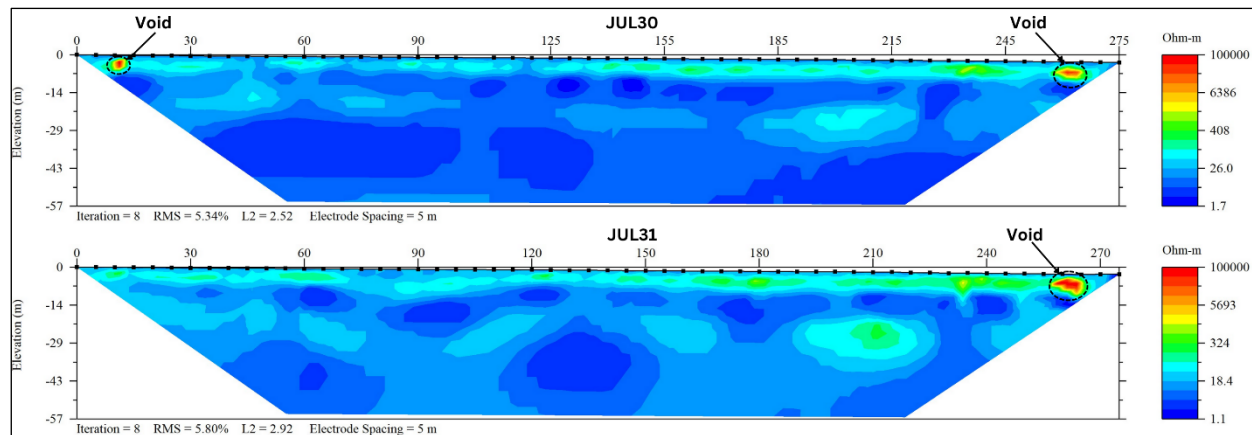 Void JUL30 Void
0 30 60 90 125 155 185 215 245 275 Ohm-m
0 100000
-14 6386
-29 408
-43 26.0
-57 1.7
Elevation (m)
Iteration = 8 RMS = 5.34% L2 = 2.52 Electrode Spacing = 5 m
JUL31 Void
0 30 60 90 120 150 180 210 240 270 Ohm-m
0 100000
-14 5693
-29 324
-43 18.4
-57 1.1
Elevation (m)
Iteration = 8 RMS = 5.80% L2 = 2.92 Electrode Spacing = 5 m